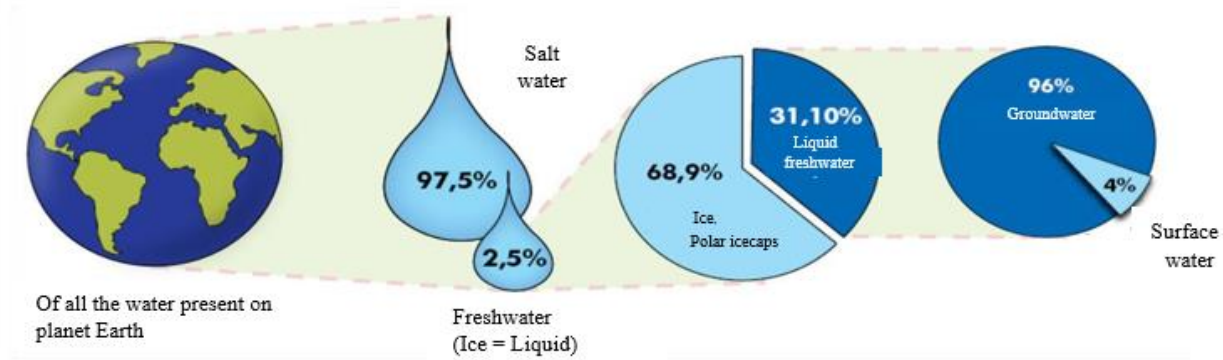 Of all the water present on
planet Earth
Salt
water
97,5%
2,5%
Freshwater
(Ice = Liquid)
68,9%
Ice,
Polar icecaps
31,10%
Liquid
freshwater
96%
Groundwater
4%
Surface
water